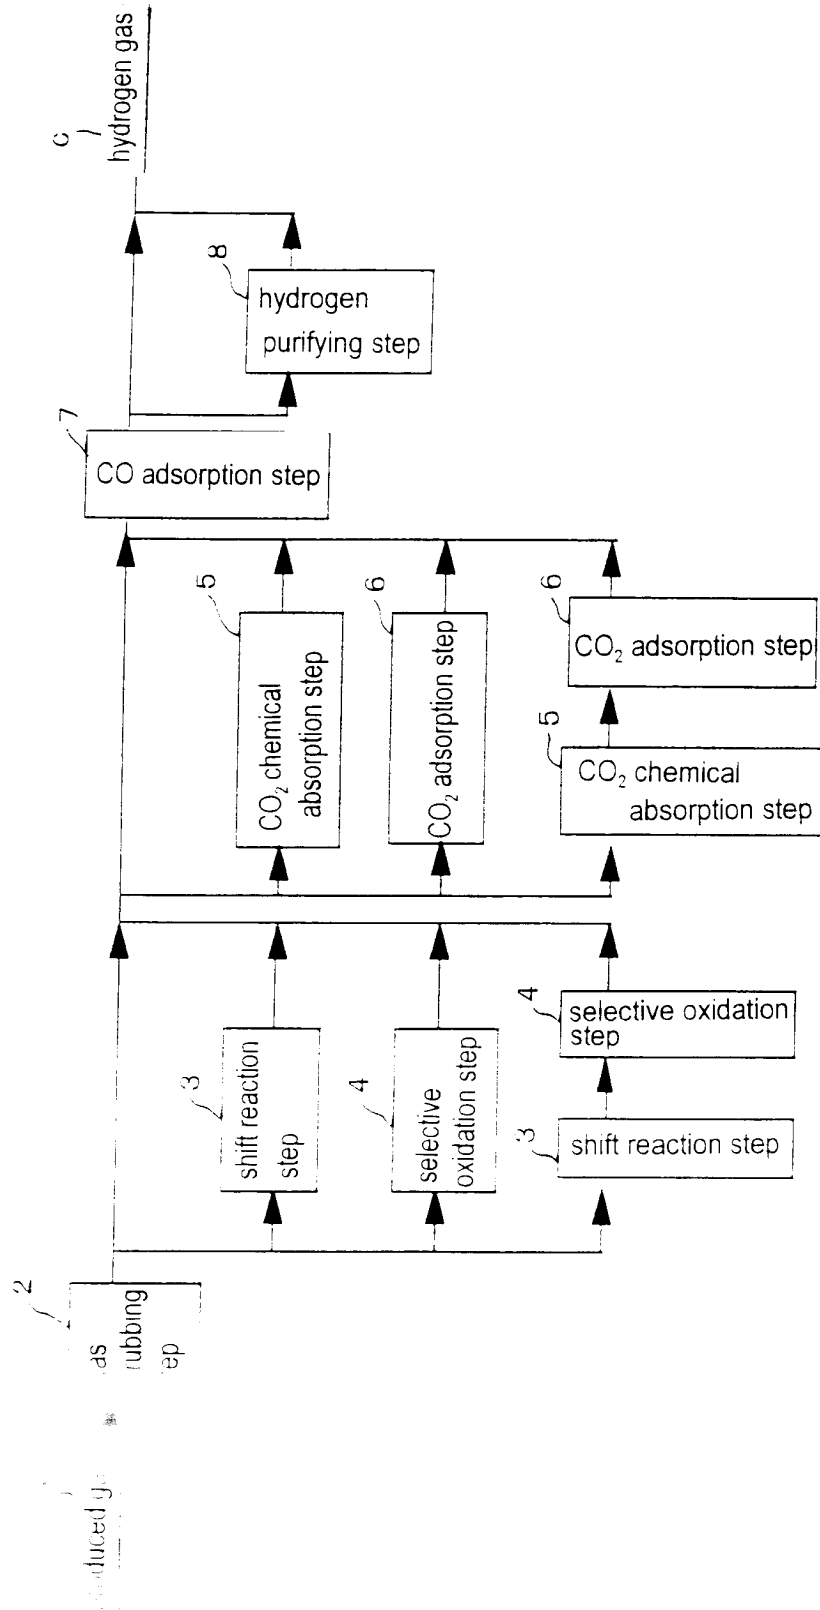 2
3
shift reaction
step
4
selective
oxidation step
3
shift reaction step
4
selective oxidation
step
5
CO₂ chemical
absorption step
6
CO₂ adsorption step
5
CO₂ chemical
absorption step
6
CO₂ adsorption step
7
CO adsorption step
8
hydrogen
purifying step
c
hydrogen gas